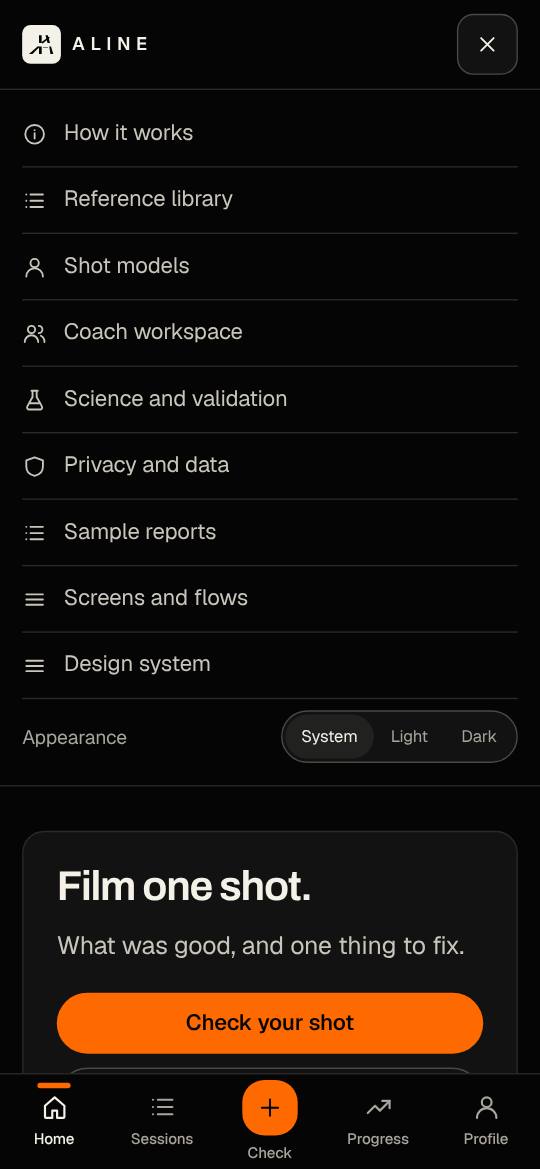 ALINE
How it works
Reference library
Shot models
Coach workspace
Science and validation
Privacy and data
Sample reports
Screens and flows
Design system
Appearance
System
Light
Dark
Film one shot.
What was good, and one thing to fix.
Check your shot
Home
Sessions
Check
Progress
Profile